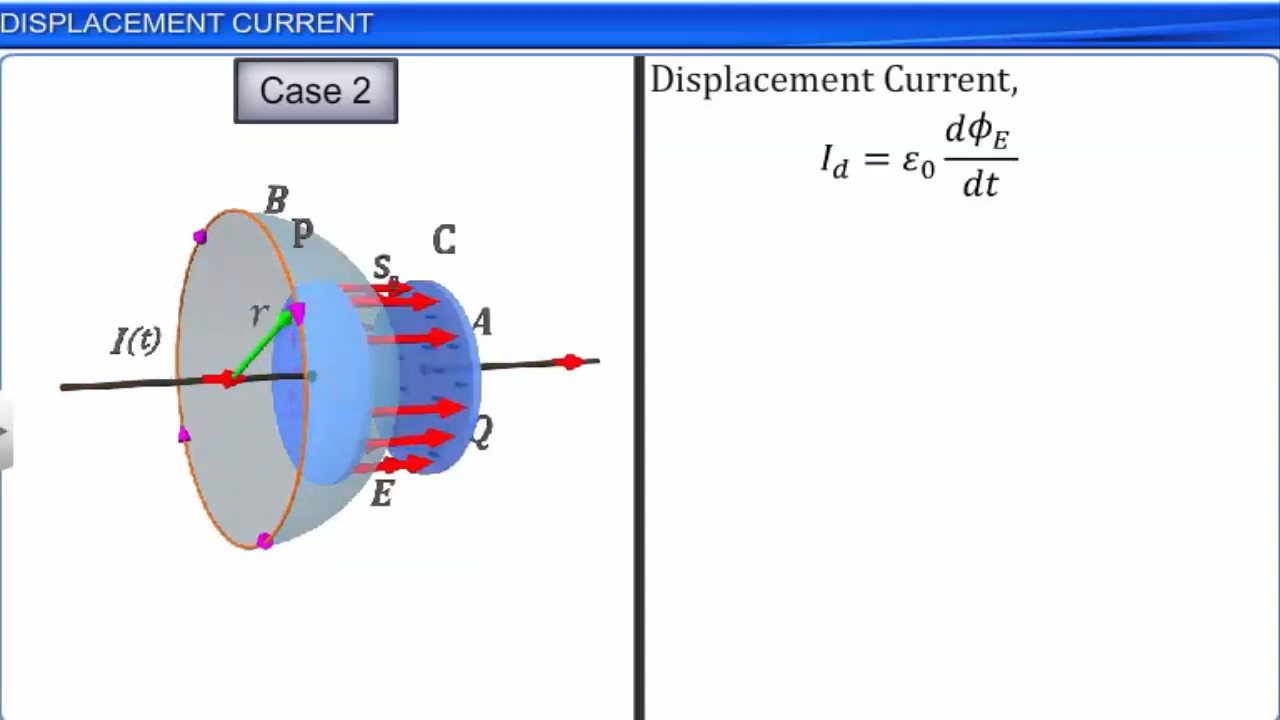 DISPLACEMENT CURRENT
Case 2
Displacement Current,
I_d = ε_0 dϕ_E/dt
B
P
C
S
r
A
I(t)
Q
E